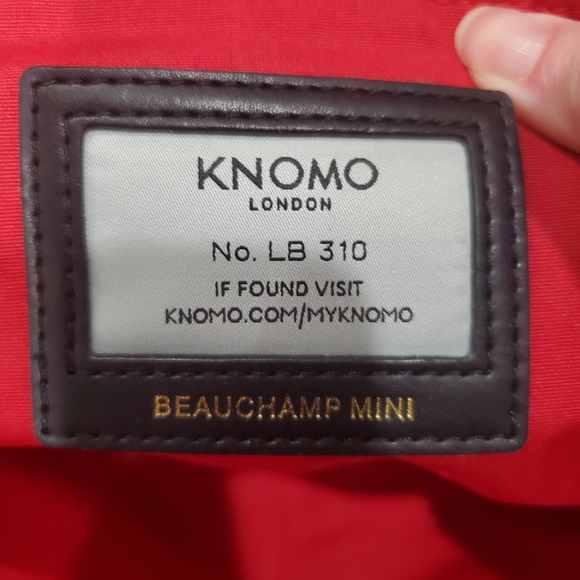 KNOMO
LONDON
No. LB 310
IF FOUND VISIT
KNOMO.COM/MYKNOMO
BEAUCHAMP MINI